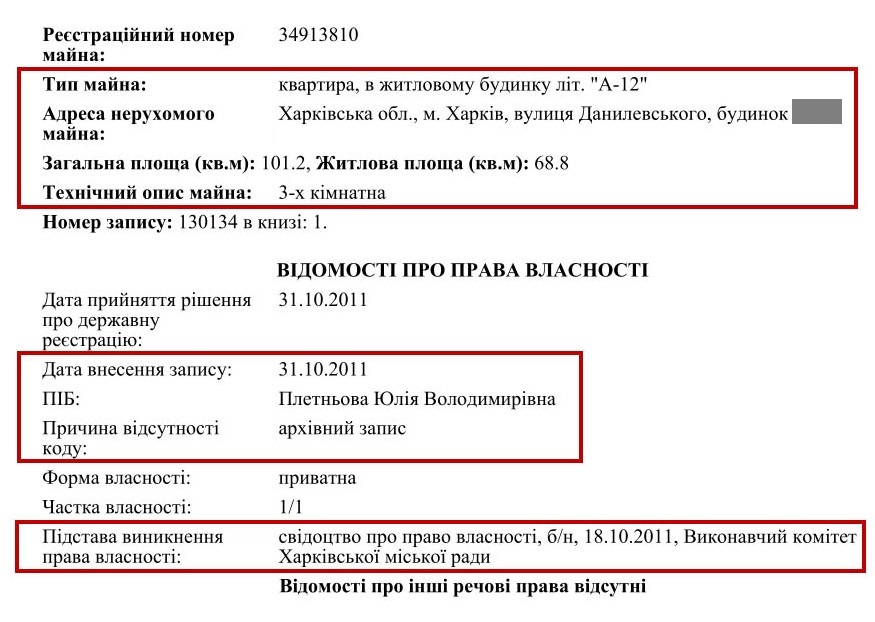 Реєстраційний номер 34913810
майна:
Тип майна: квартира, в житловому будинку літ. "А-12"
Адреса нерухомого Харківська обл., м. Харків, вулиця Данилевського, будинок
майна:
Загальна площа (кв.м): 101.2, Житлова площа (кв.м): 68.8
Технічний опис майна: 3-х кімнатна
Номер запису: 130134 в книзі: 1.
ВІДОМОСТІ ПРО ПРАВА ВЛАСНОСТІ
Дата прийняття рішення 31.10.2011
про державну
реєстрацію:
Дата внесення запису: 31.10.2011
ПІБ: Плетньова Юлія Володимирівна
Причина відсутності архівний запис
коду:
Форма власності: приватна
Частка власності: 1/1
Підстава виникнення свідоцтво про право власності, б/н, 18.10.2011, Виконавчий комітет
права власності: Харківської міської ради
Відомості про інші речові права відсутні